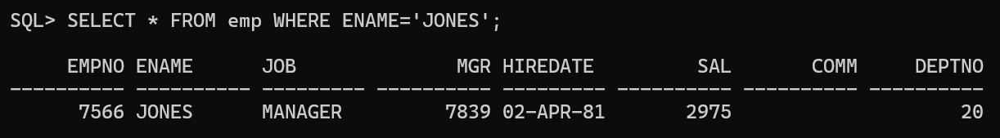 SQL> SELECT * FROM emp WHERE ENAME='JONES';
     EMPNO ENAME      JOB              MGR HIREDATE         SAL       COMM     DEPTNO
---------- ---------- --------- ---------- --------- ---------- ---------- ----------
      7566 JONES      MANAGER         7839 02-APR-81       2975                    20